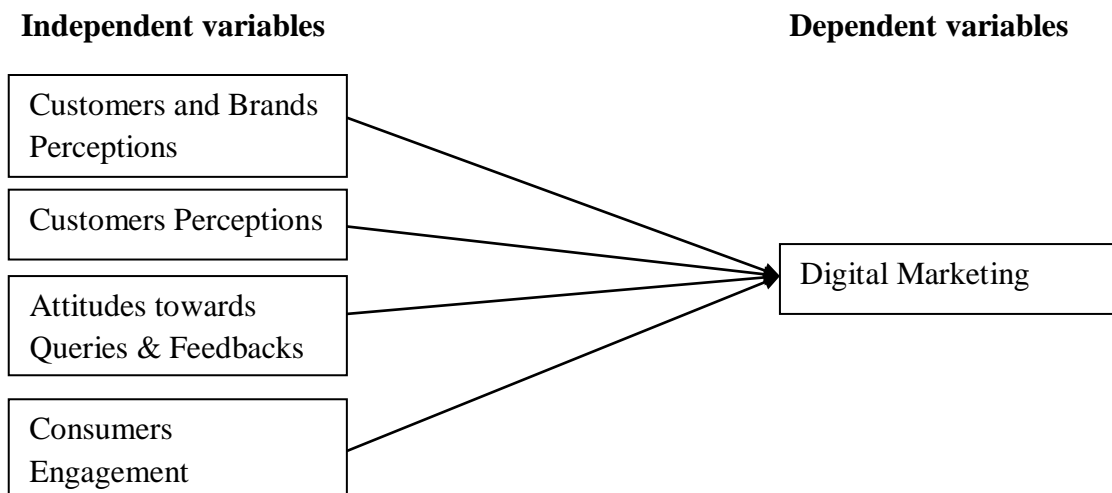 Independent variables
Dependent variables
Customers and Brands
Perceptions
Customers Perceptions
Attitudes towards
Queries & Feedbacks
Consumers
Engagement
Digital Marketing